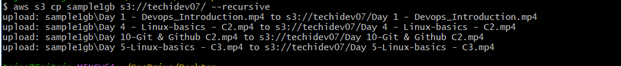 $ aws s3 cp sample1gb s3://techidev07/ --recursive
upload: sample1gb\Day 1 - Devops_Introduction.mp4 to s3://techidev07/Day 1 - Devops_Introduction.mp4
upload: sample1gb\Day 4 - Linux-basics - C2.mp4 to s3://techidev07/Day 4 - Linux-basics - C2.mp4
upload: sample1gb\Day 10-Git & Github C2.mp4 to s3://techidev07/Day 10-Git & Github C2.mp4
upload: sample1gb\Day 5-Linux-basics - C3.mp4 to s3://techidev07/Day 5-Linux-basics - C3.mp4